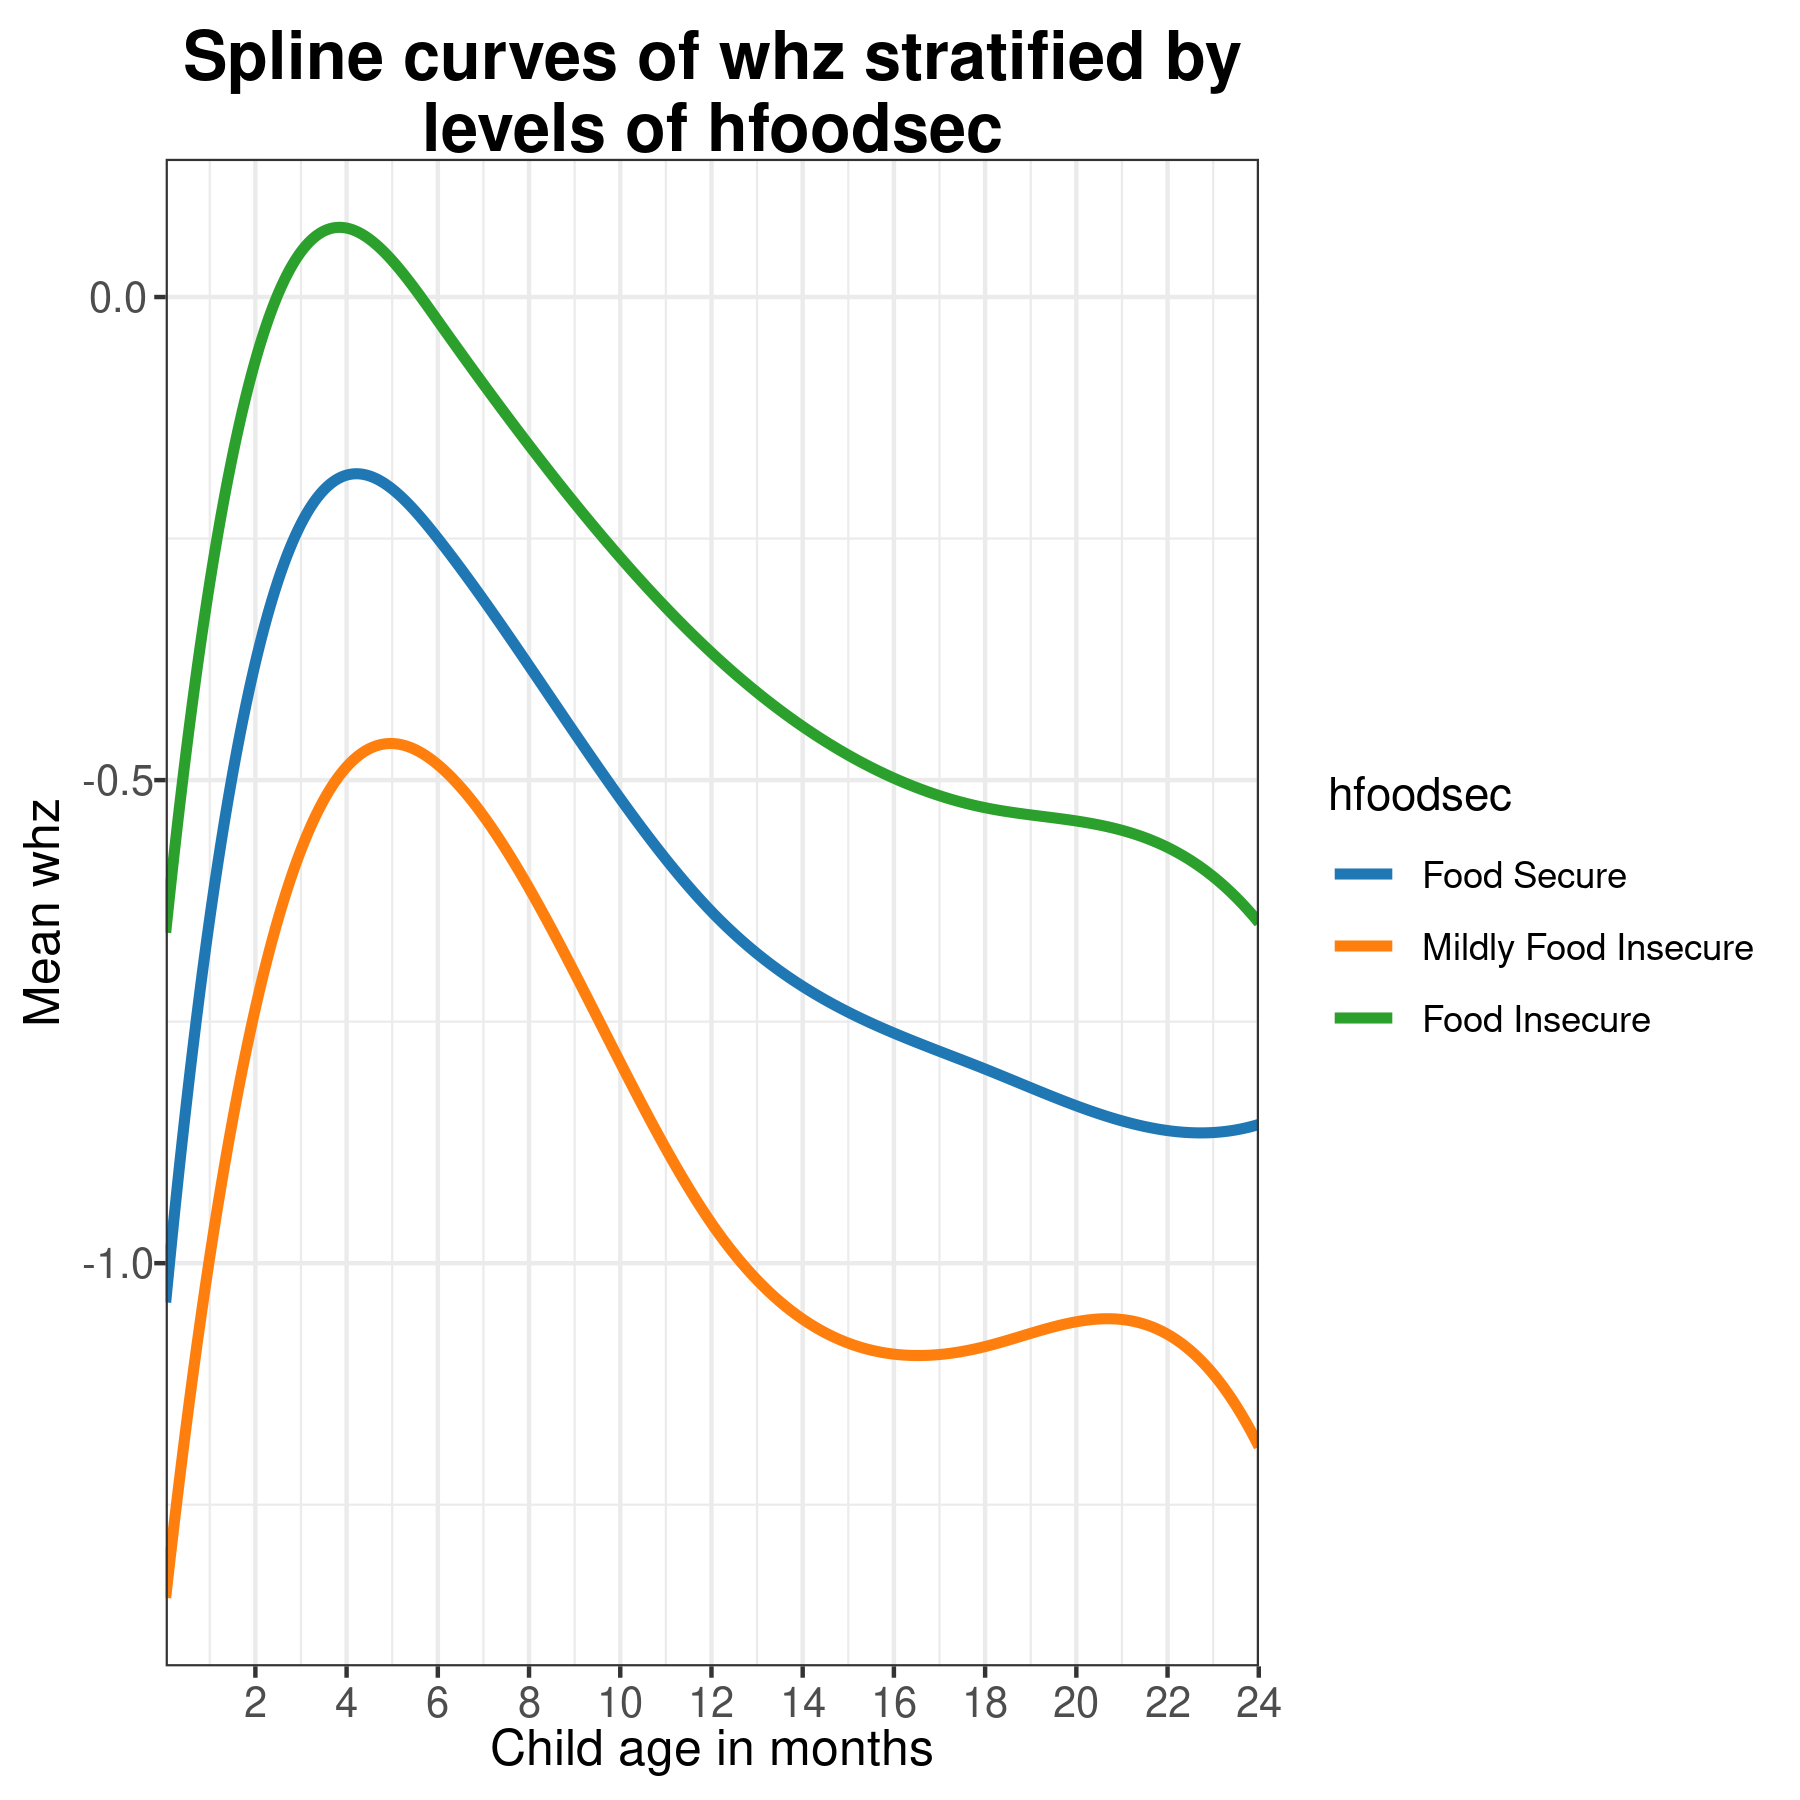 Spline curves of whz stratified by
levels of hfoodsec
Mean whz
0.0
-0.5
-1.0
2 4 6 8 10 12 14 16 18 20 22 24
Child age in months
hfoodsec
Food Secure
Mildly Food Insecure
Food Insecure